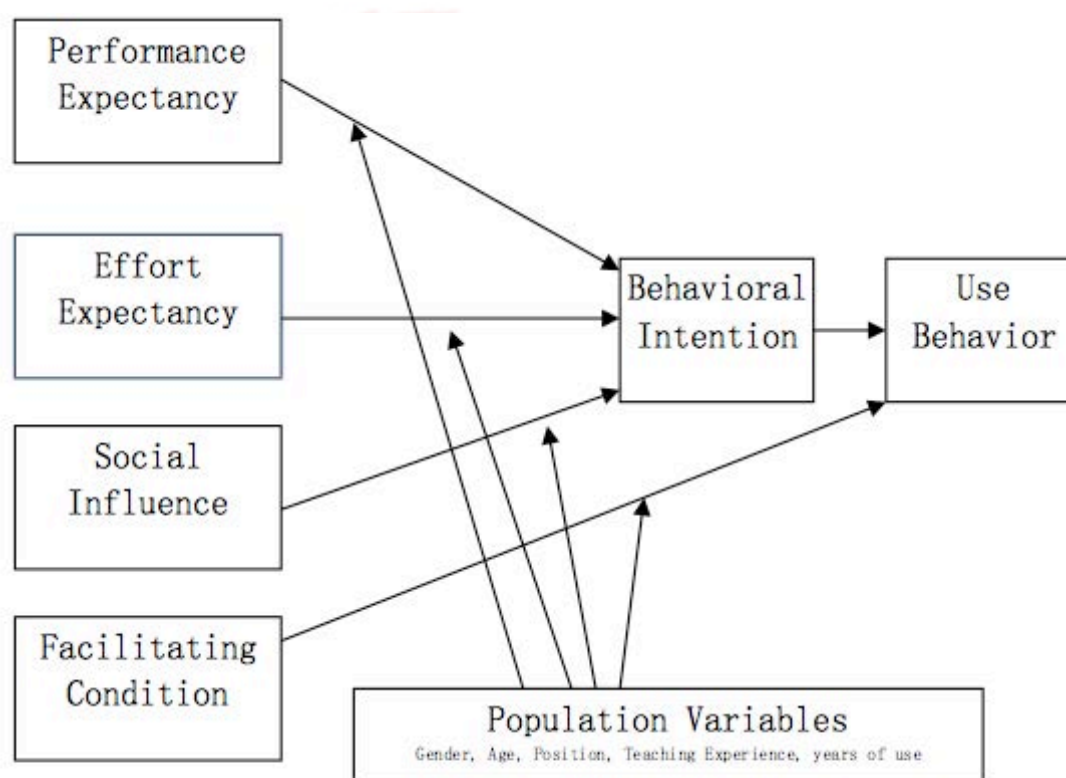 Performance
Expectancy
Effort
Expectancy
Behavioral
Intention
Use
Behavior
Social
Influence
Facilitating
Condition
Population Variables
Gender, Age, Position, Teaching Experience, years of use